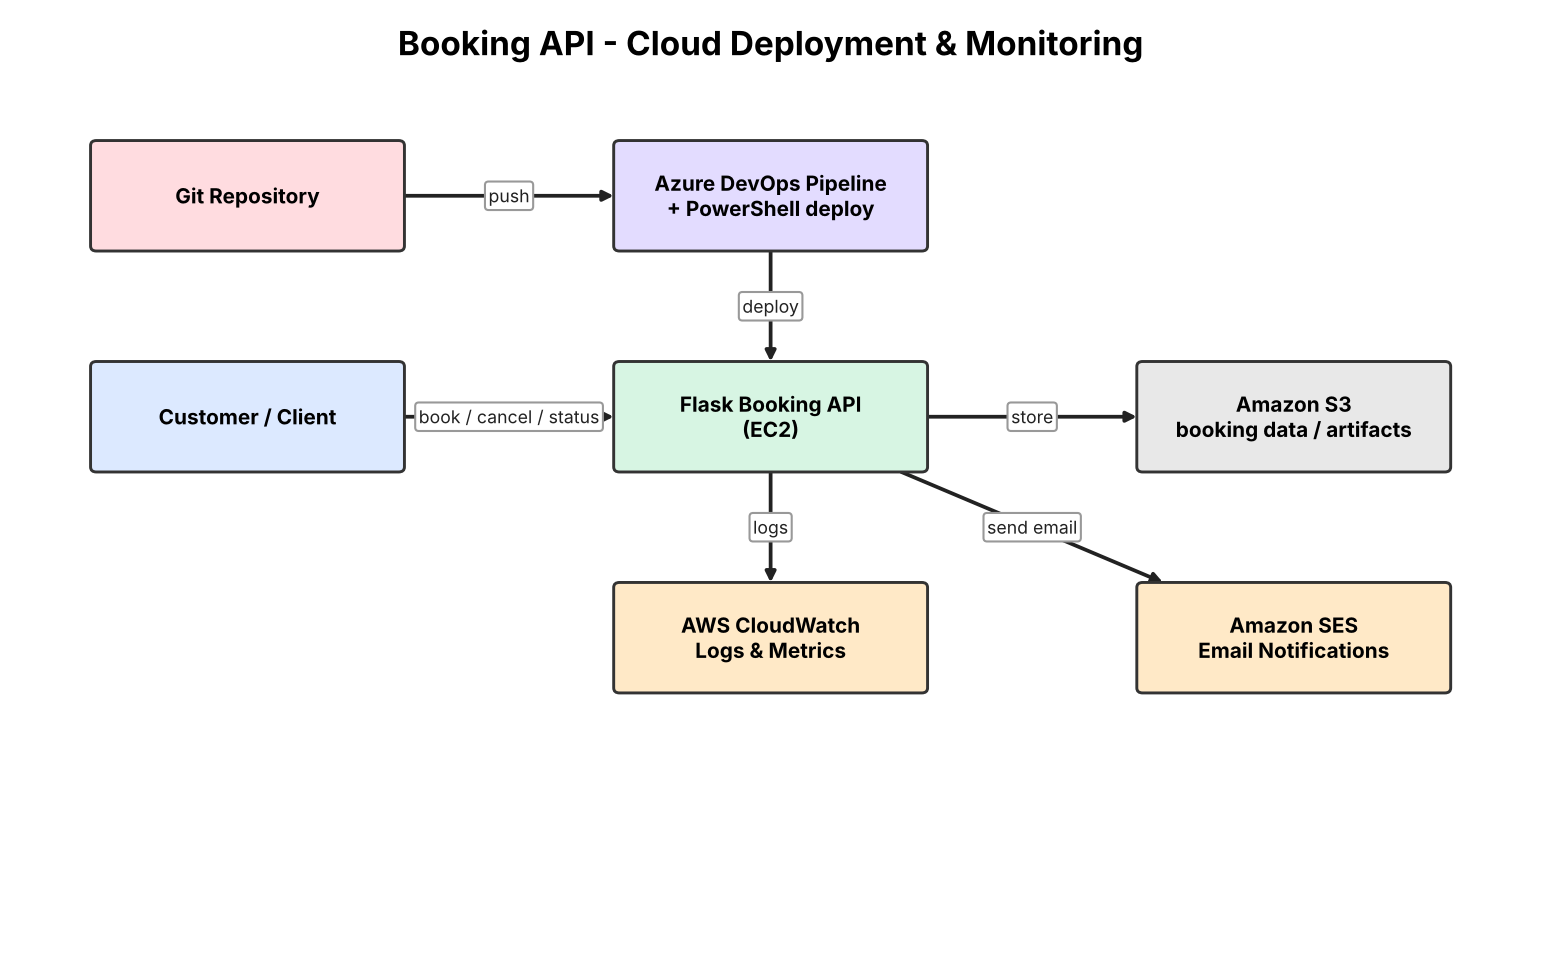 Booking API - Cloud Deployment & Monitoring
Git Repository
push
Azure DevOps Pipeline
+ PowerShell deploy
deploy
Customer / Client
book / cancel / status
Flask Booking API
(EC2)
store
Amazon S3
booking data / artifacts
logs
send email
AWS CloudWatch
Logs & Metrics
Amazon SES
Email Notifications